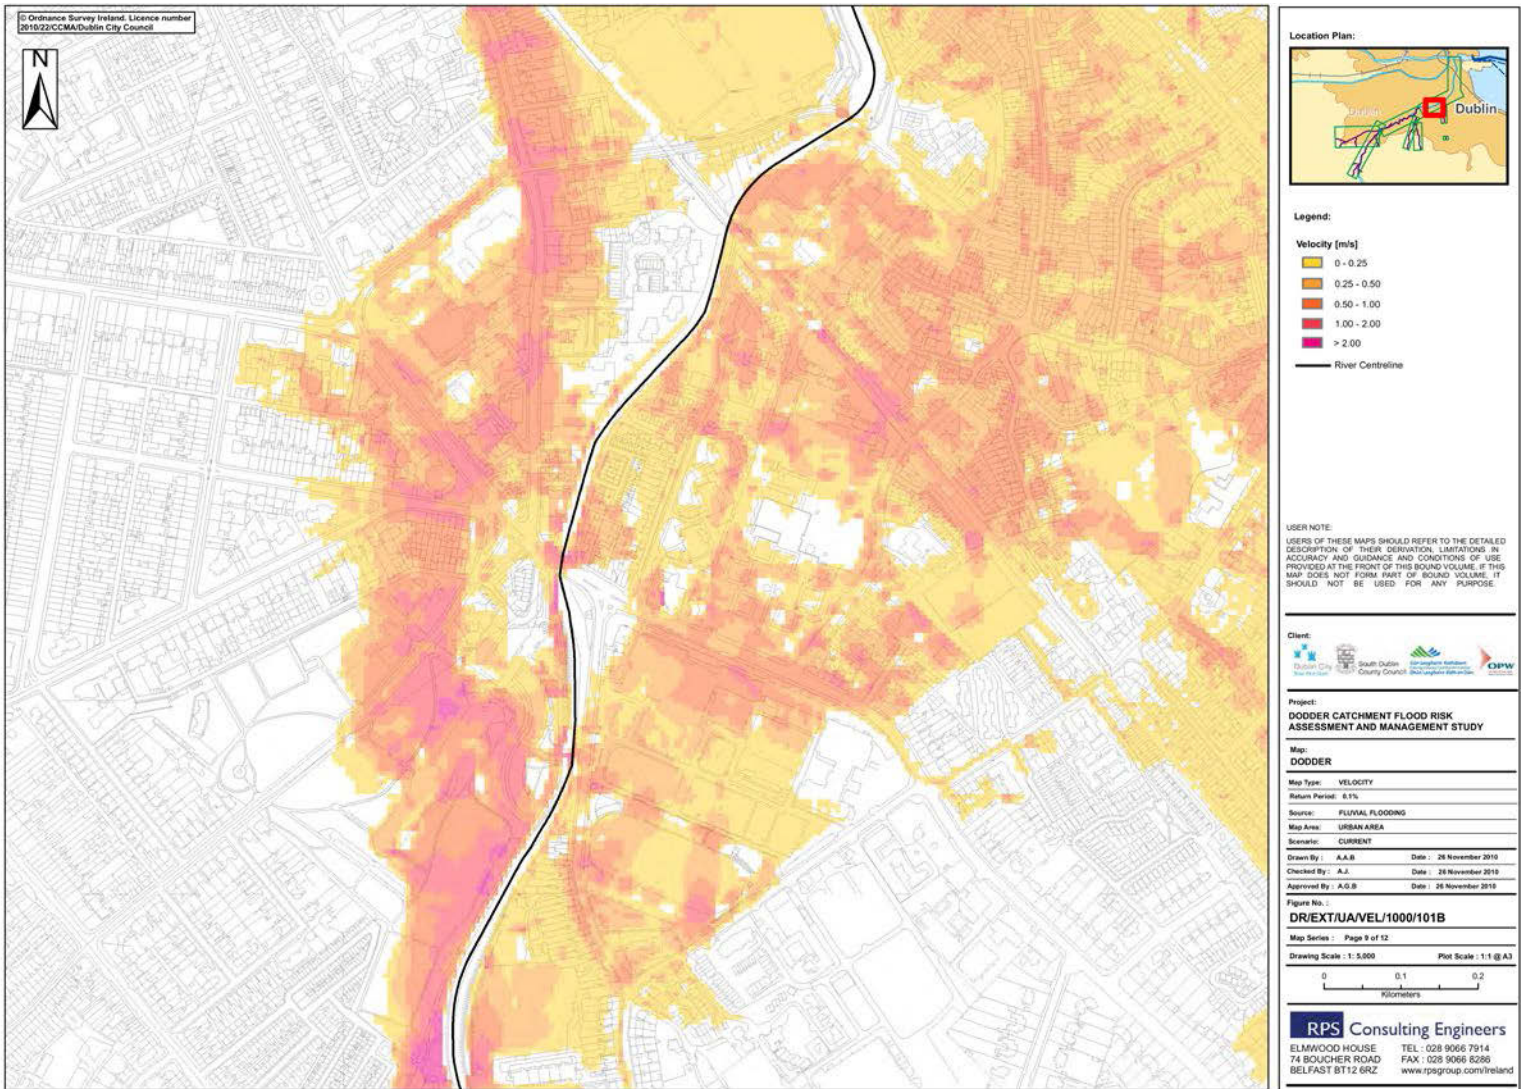 © Ordnance Survey Ireland. Licence number
2010/22/CCMA/Dublin City Council
N
Location Plan:
Dublin
Dublin
Legend:
Velocity [m/s]
0 - 0.25
0.25 - 0.50
0.50 - 1.00
1.00 - 2.00
> 2.00
River Centreline
USER NOTE:
USERS OF THESE MAPS SHOULD REFER TO THE DETAILED
DESCRIPTION OF THEIR DERIVATION, LIMITATIONS IN
ACCURACY AND GUIDANCE AND CONDITIONS OF USE
PROVIDED AT THE FRONT OF THIS BOUND VOLUME. IF THIS
MAP DOES NOT FORM PART OF BOUND VOLUME, IT
SHOULD NOT BE USED FOR ANY PURPOSE.
Client:
Dublin City
South Dublin
County Council
OPW
Project:
DODDER CATCHMENT FLOOD RISK
ASSESSMENT AND MANAGEMENT STUDY
Map:
DODDER
Map Type: VELOCITY
Return Period: 0.1%
Source: FLUVIAL FLOODING
Map Area: URBAN AREA
Scenario: CURRENT
Drawn By : A.A.B Date : 26 November 2010
Checked By : A.J. Date : 26 November 2010
Approved By : A.G.B Date : 26 November 2010
Figure No. :
DR/EXT/UA/VEL/1000/101B
Map Series : Page 9 of 12
Drawing Scale : 1: 5,000 Plot Scale : 1:1 @ A3
0 0.1 0.2
Kilometers
RPS Consulting Engineers
ELMWOOD HOUSE TEL : 028 9066 7914
74 BOUCHER ROAD FAX : 028 9066 8286
BELFAST BT12 6RZ www.rpsgroup.com/ireland